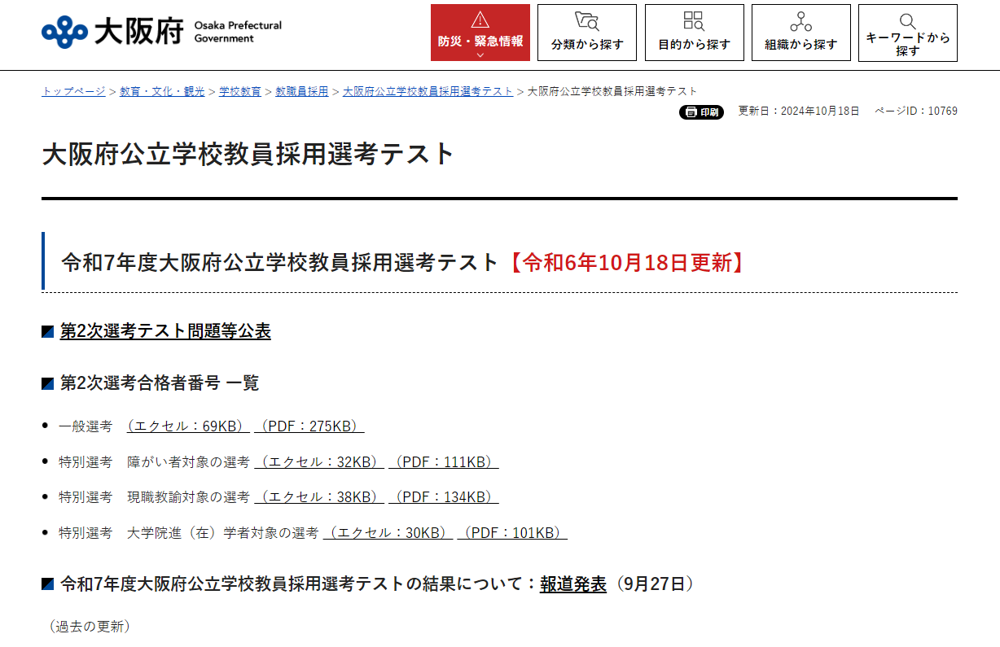 大阪府 Osaka Prefectural
Government
防災・緊急情報
分類から探す
目的から探す
組織から探す
キーワードから
探す
トップページ > 教育・文化・観光 > 学校教育 > 教職員採用 > 大阪府公立学校教員採用選考テスト > 大阪府公立学校教員採用選考テスト
印刷 更新日:2024年10月18日 ページID:10769
大阪府公立学校教員採用選考テスト
令和7年度大阪府公立学校教員採用選考テスト【令和6年10月18日更新】
第2次選考テスト問題等公表
第2次選考合格者番号 一覧
一般選考 (エクセル:69KB) (PDF:275KB)
特別選考 障がい者対象の選考 (エクセル:32KB) (PDF:111KB)
特別選考 現職教諭対象の選考 (エクセル:38KB) (PDF:134KB)
特別選考 大学院進(在)学者対象の選考 (エクセル:30KB) (PDF:101KB)
令和7年度大阪府公立学校教員採用選考テストの結果について:報道発表(9月27日)
(過去の更新)